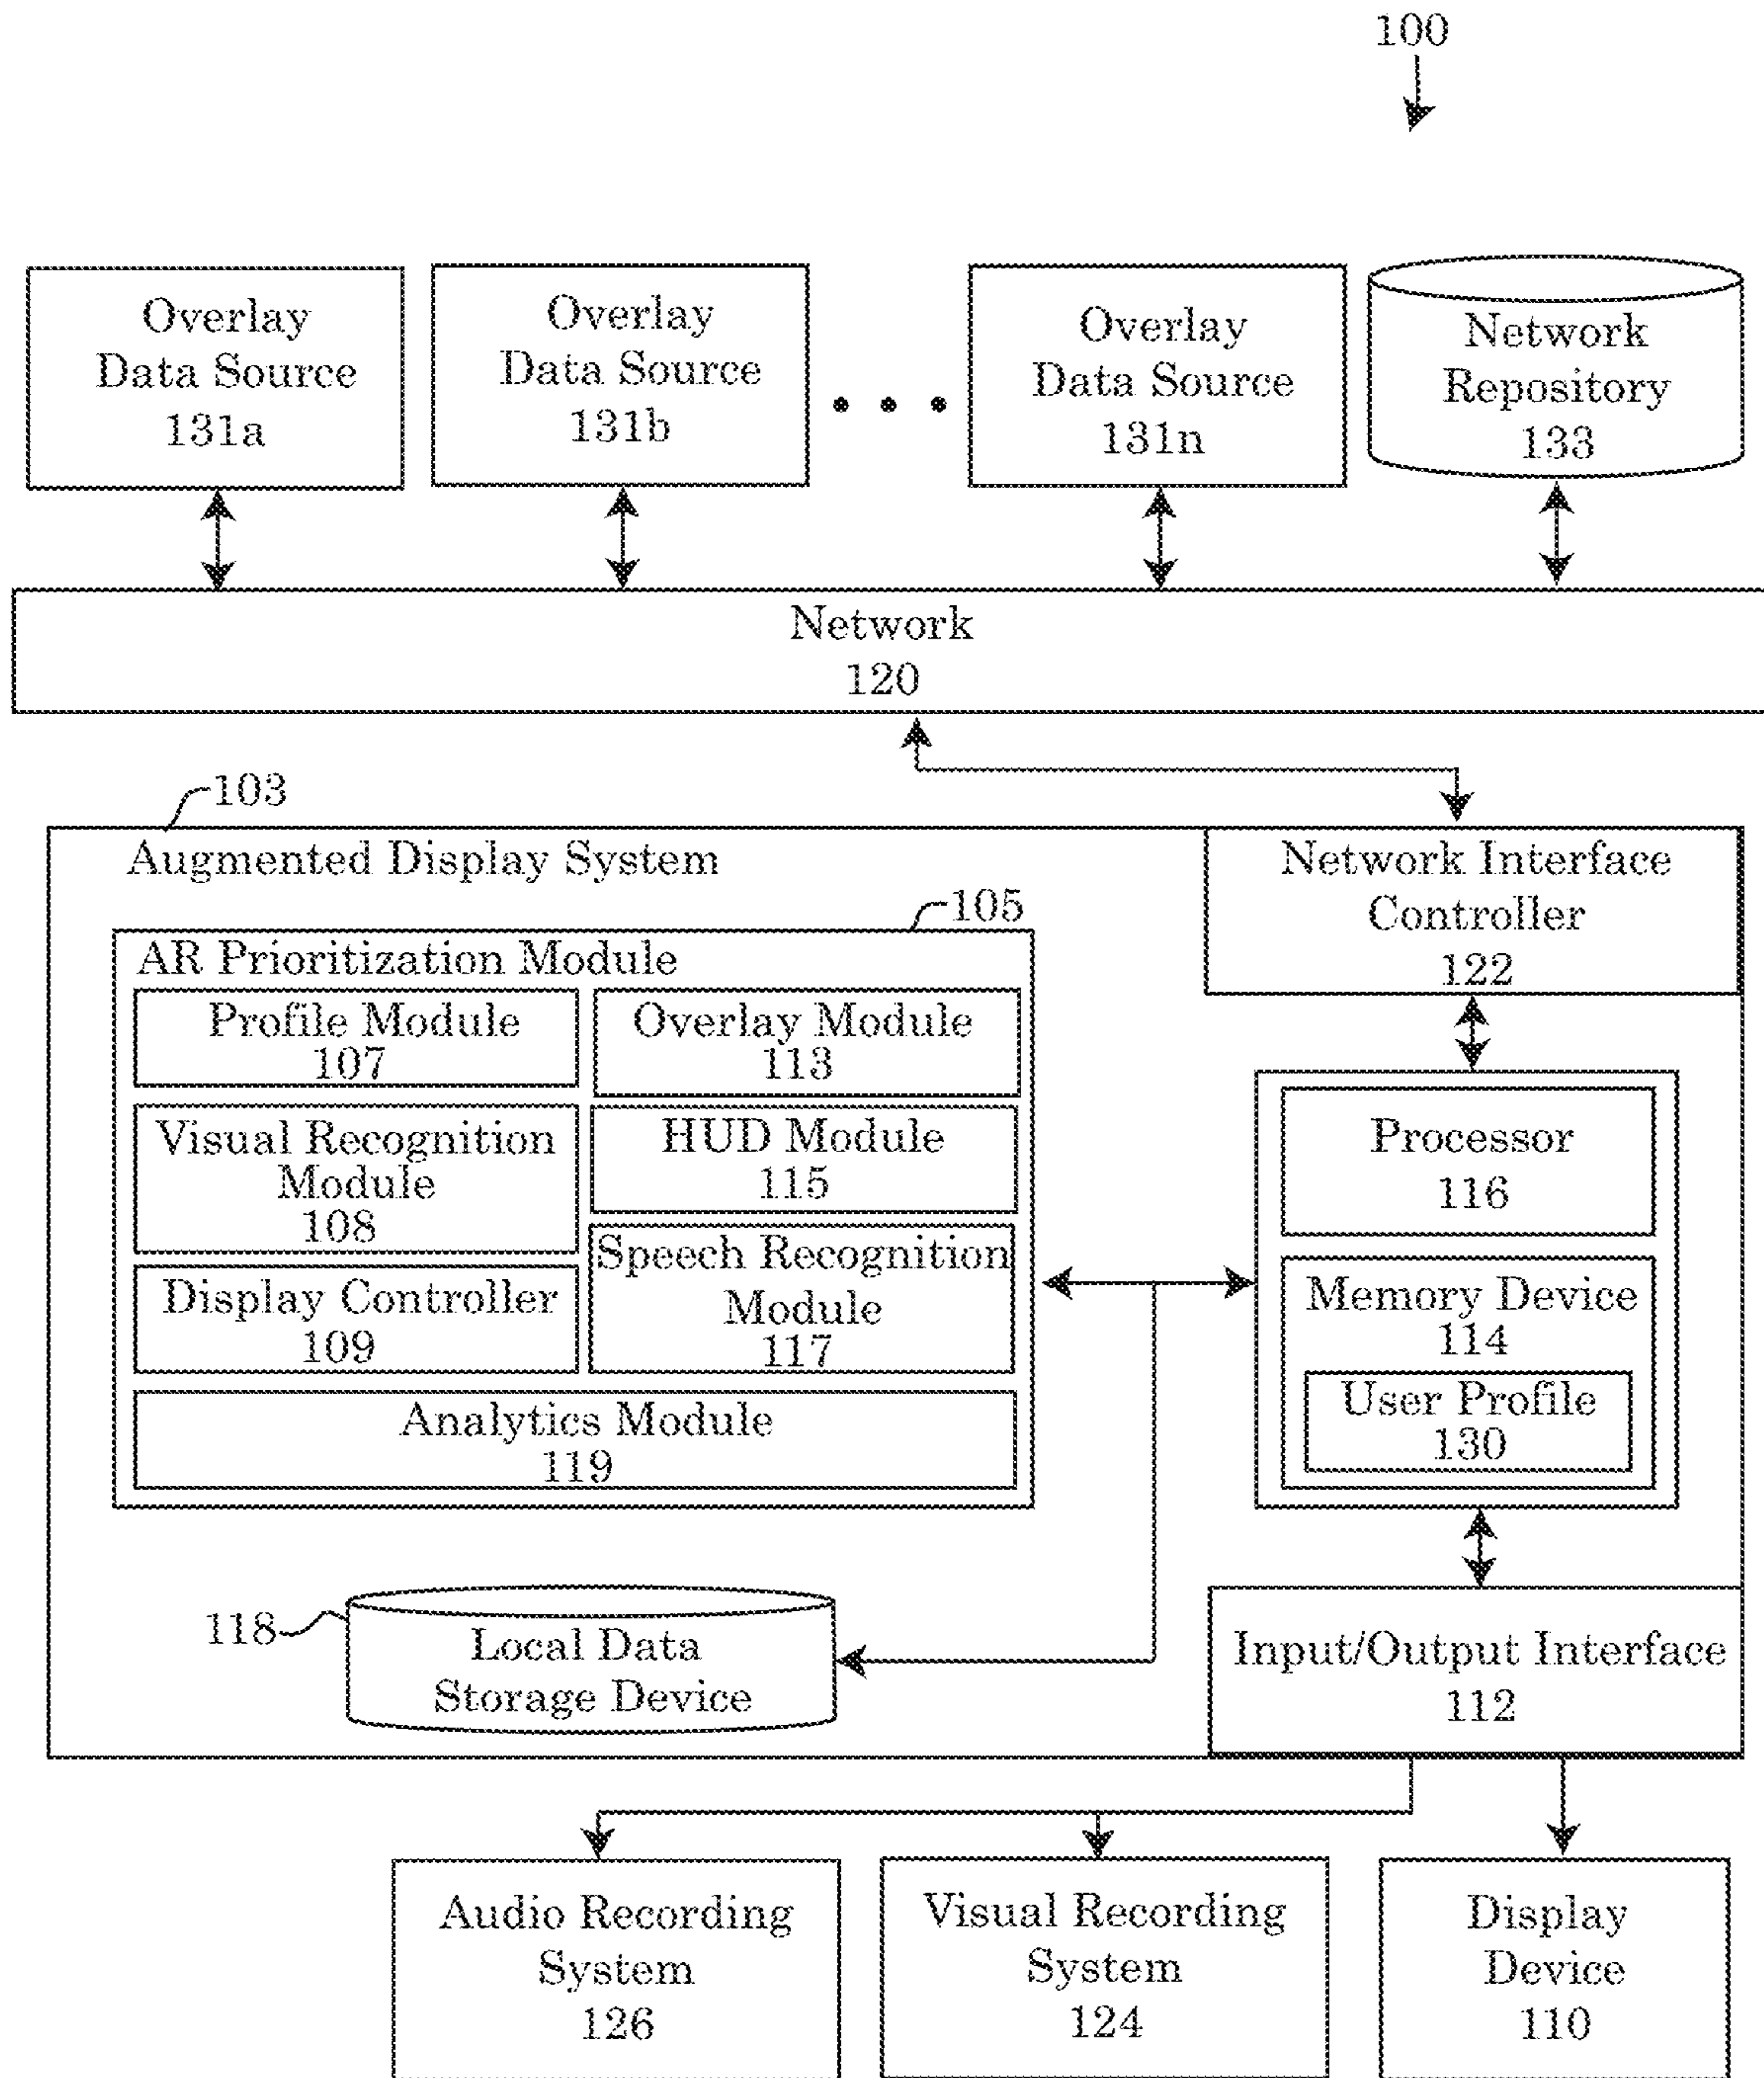 100
Overlay
Data Source
131a
Overlay
Data Source
131b
Overlay
Data Source
131n
Network
Repository
133
Network
120
103
Augmented Display System
Network Interface
Controller
122
105
AR Prioritization Module
Profile Module
107
Overlay Module
113
Visual Recognition
Module
108
HUD Module
115
Display Controller
109
Speech Recognition
Module
117
Analytics Module
119
Processor
116
Memory Device
114
User Profile
130
118
Local Data
Storage Device
Input/Output Interface
112
Audio Recording
System
126
Visual Recording
System
124
Display
Device
110